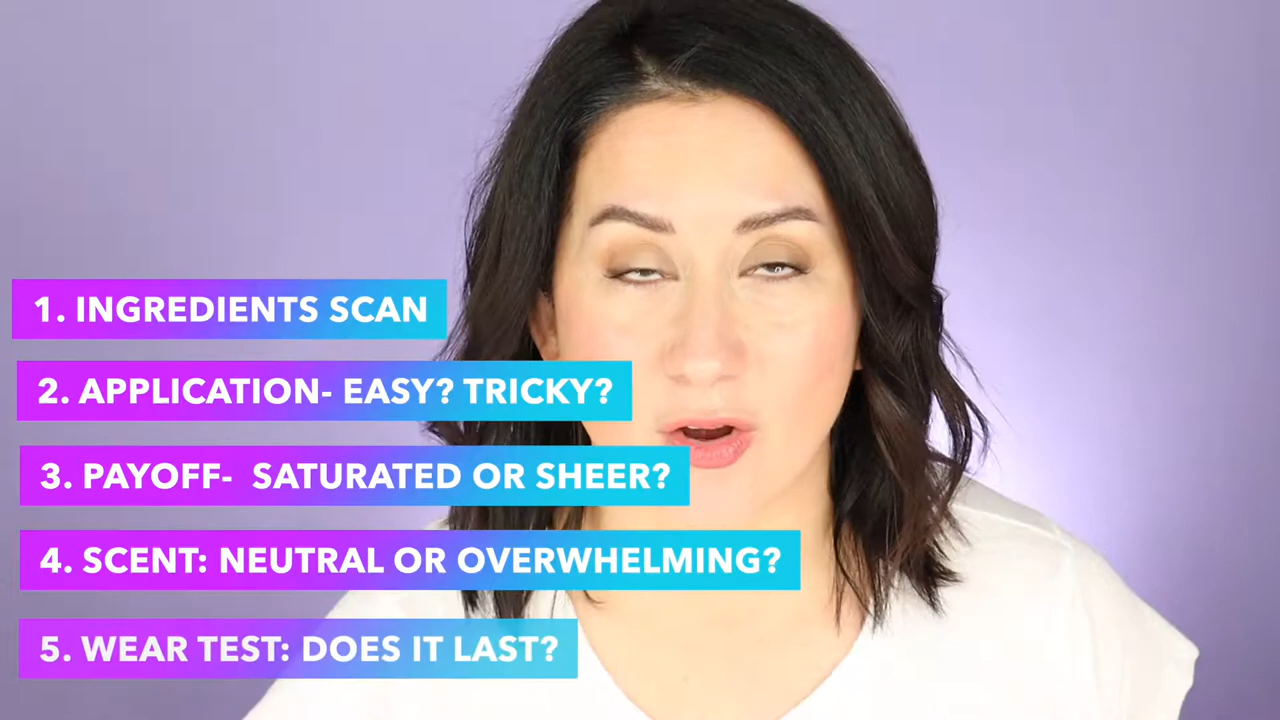 1. INGREDIENTS SCAN
2. APPLICATION- EASY? TRICKY?
3. PAYOFF-  SATURATED OR SHEER?
4. SCENT: NEUTRAL OR OVERWHELMING?
5. WEAR TEST: DOES IT LAST?